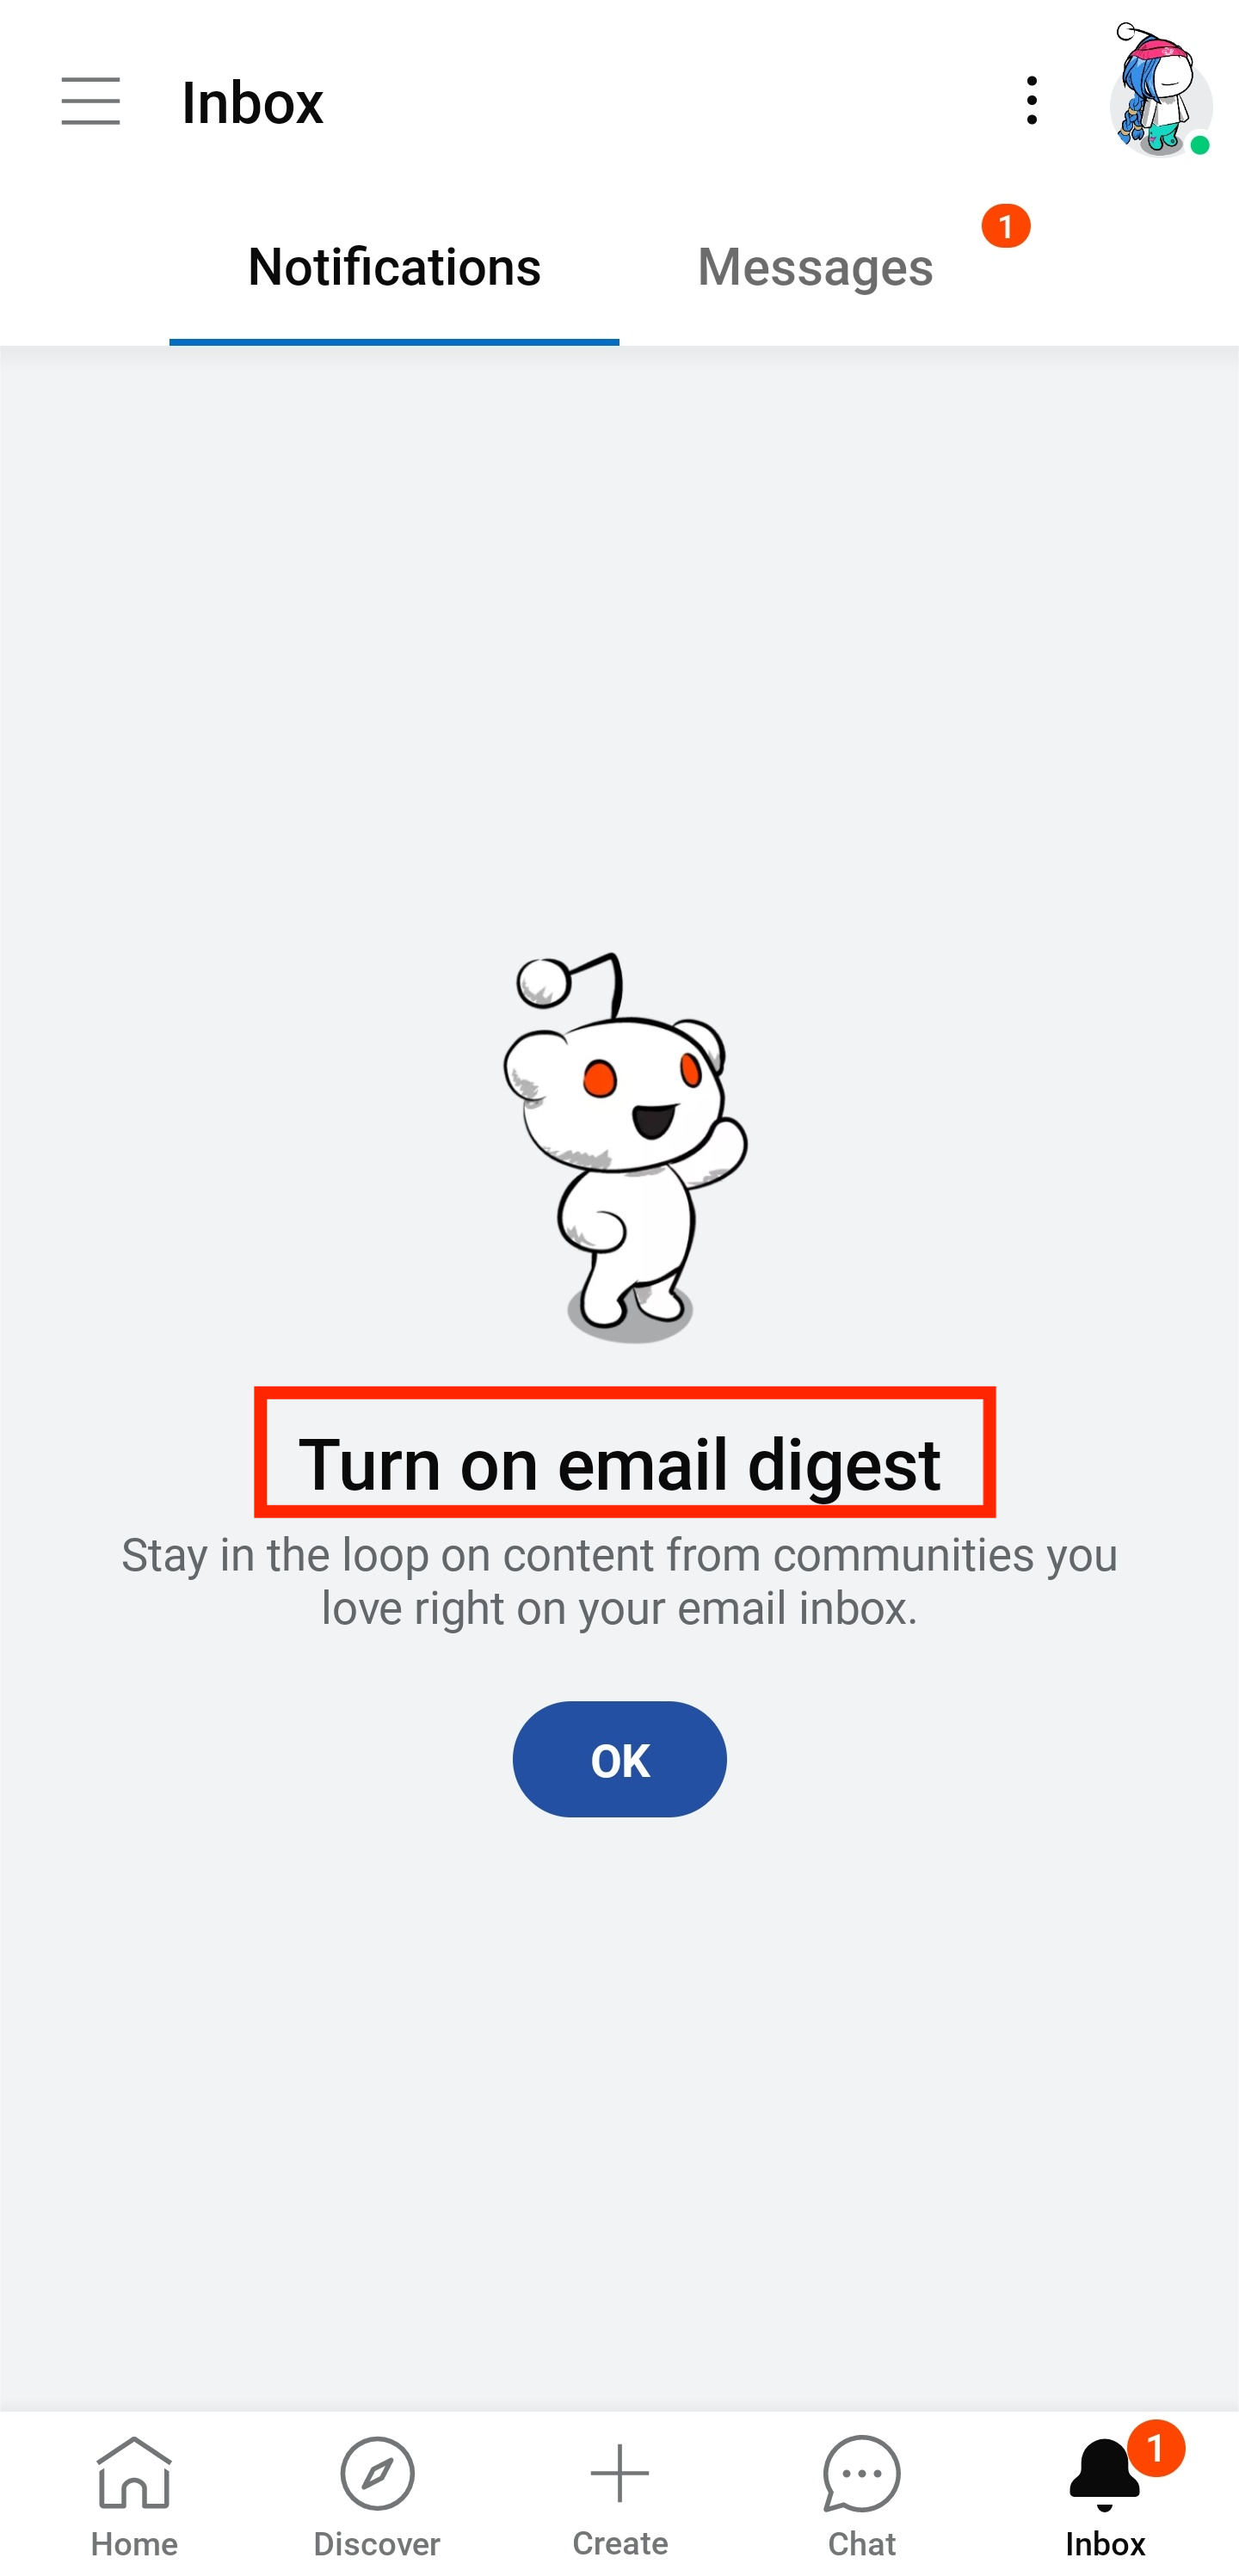 Inbox
Notifications
Messages
1
Turn on email digest
Stay in the loop on content from communities you
love right on your email inbox.
OK
1
Home
Discover
Create
Chat
Inbox